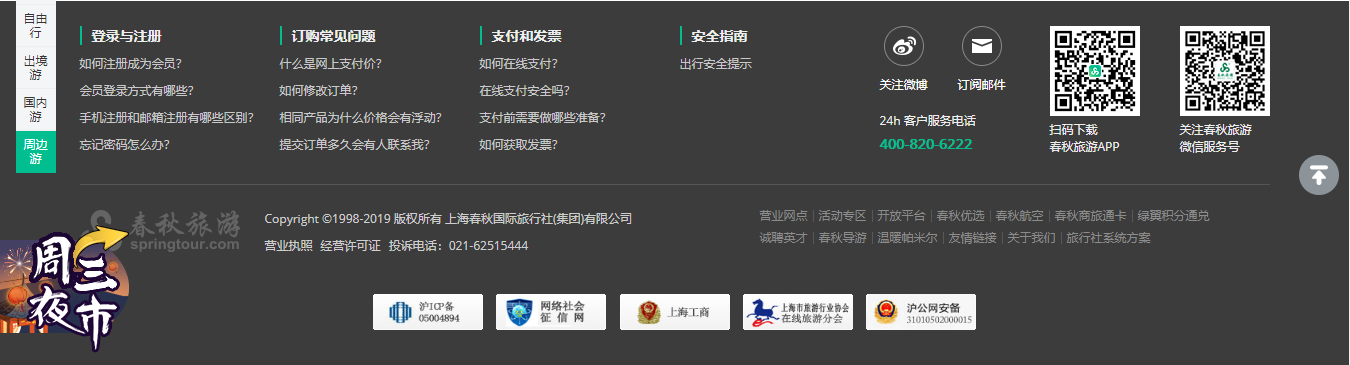 自由
行
出境
游
国内
游
周边
游
登录与注册
如何注册成为会员?
会员登录方式有哪些?
手机注册和邮箱注册有哪些区别?
忘记密码怎么办?
订购常见问题
什么是网上支付价?
如何修改订单?
相同产品为什么价格会有浮动?
提交订单多久会有人联系我?
支付和发票
如何在线支付?
在线支付安全吗?
支付前需要做哪些准备?
如何获取发票?
安全指南
出行安全提示
关注微博
订阅邮件
24h 客户服务电话
400-820-6222
扫码下载
春秋旅游APP
关注春秋旅游
微信服务号
春秋旅游
springtour.com
Copyright ©1998-2019 版权所有 上海春秋国际旅行社(集团)有限公司
营业执照 经营许可证 投诉电话：021-62515444
营业网点 | 活动专区 | 开放平台 | 春秋优选 | 春秋航空 | 春秋商旅通卡 | 绿翼积分通兑
诚聘英才 | 春秋导游 | 温暖帕米尔 | 友情链接 | 关于我们 | 旅行社系统方案
周三
夜市
沪ICP备
05004894
网络社会
征信网
上海工商
上海市旅游行业协会
在线旅游分会
沪公网安备
31010502000015